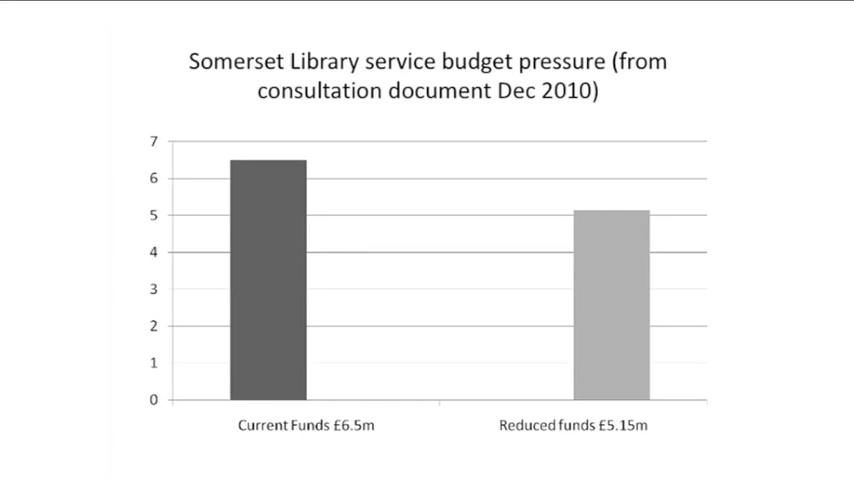 Somerset Library service budget pressure (from
consultation document Dec 2010)
7
6
5
4
3
2
1
0
Current Funds £6.5m
Reduced funds £5.15m